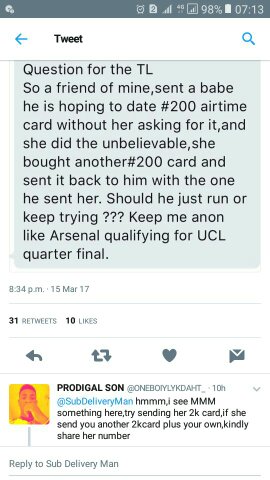 98% 07:13
Tweet
Question for the TL
So a friend of mine,sent a babe
he is hoping to date #200 airtime
card without her asking for it,and
she did the unbelievable,she
bought another#200 card and
sent it back to him with the one
he sent her. Should he just run or
keep trying ??? Keep me anon
like Arsenal qualifying for UCL
quarter final.
8:34 p.m. · 15 Mar 17
31 RETWEETS 10 LIKES
PRODIGAL SON @ONEBOIYLYKDAHT_ · 10h
@SubDeliveryMan hmmm,i see MMM
something here,try sending her 2k card,if she
send you another 2kcard plus your own,kindly
share her number
Reply to Sub Delivery Man